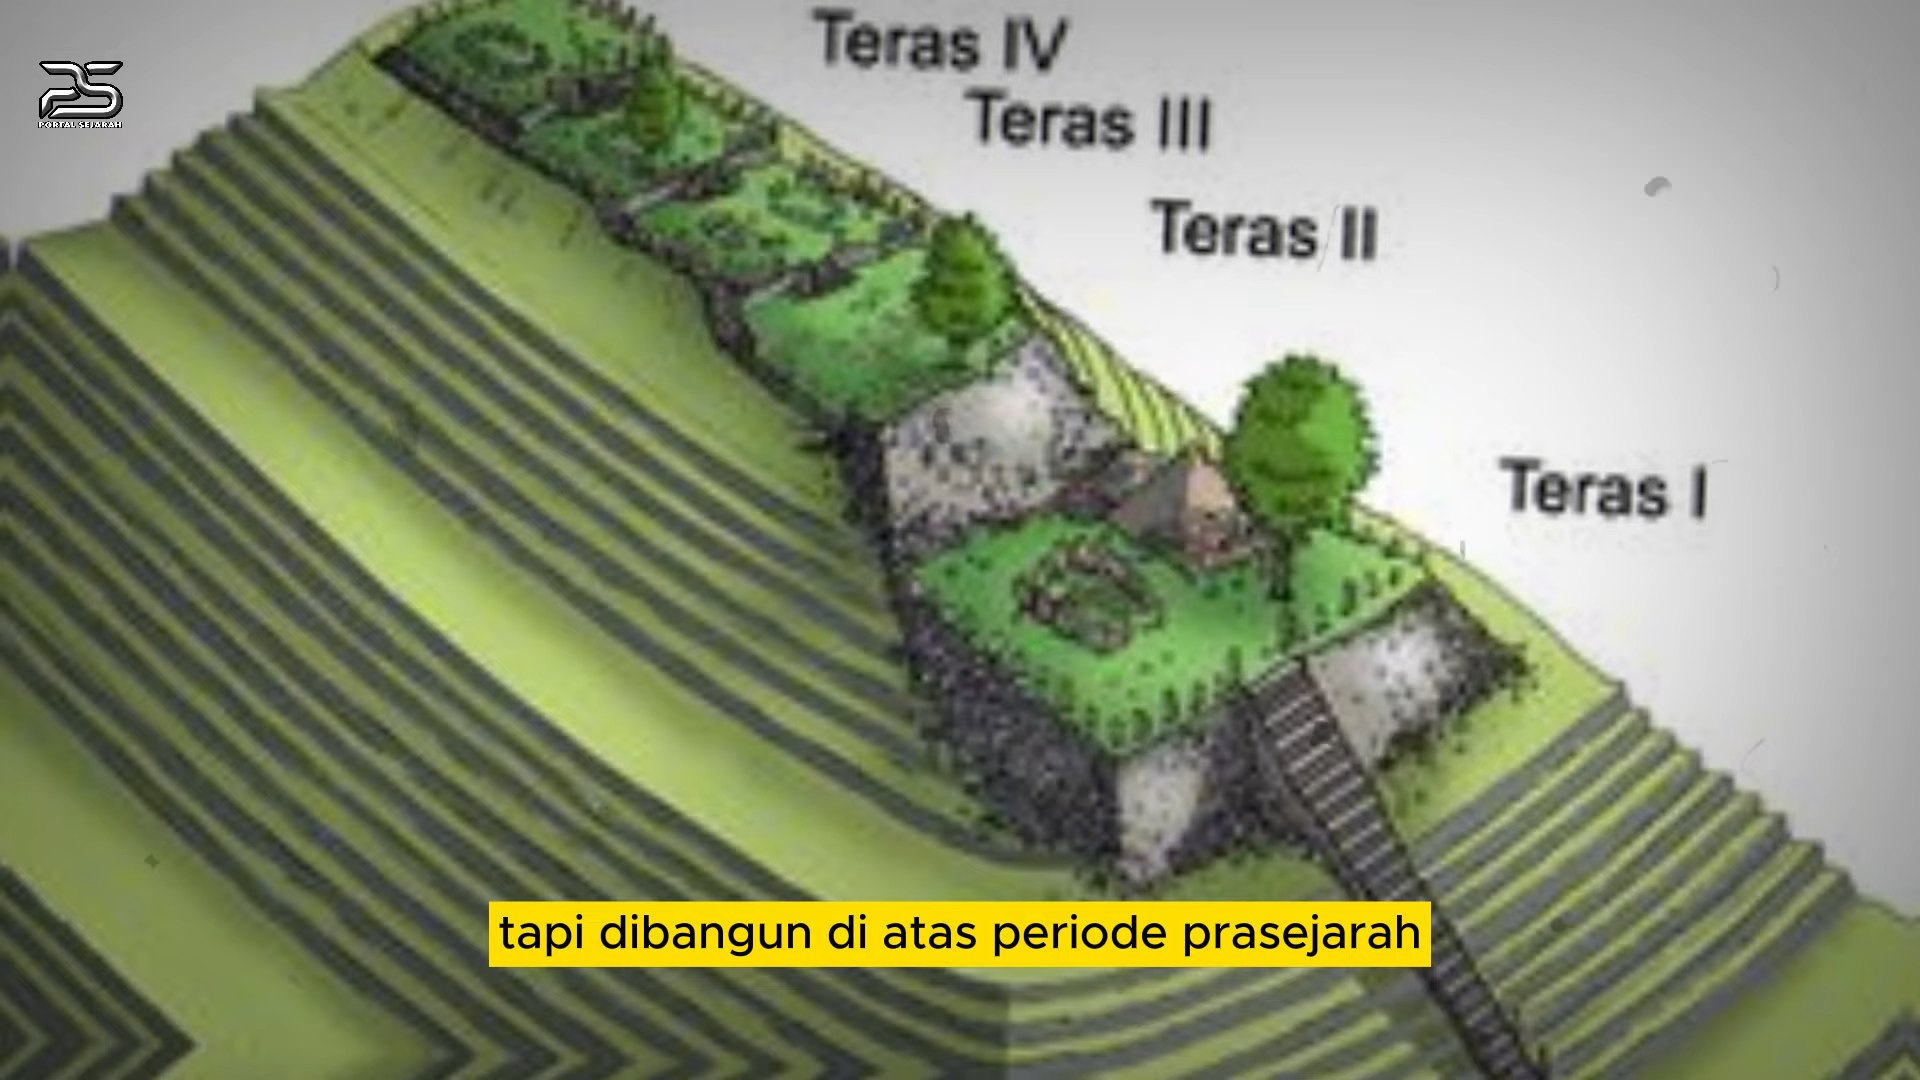 PORTAL SEJARAH
Teras IV
Teras III
Teras II
Teras I
tapi dibangun di atas periode prasejarah